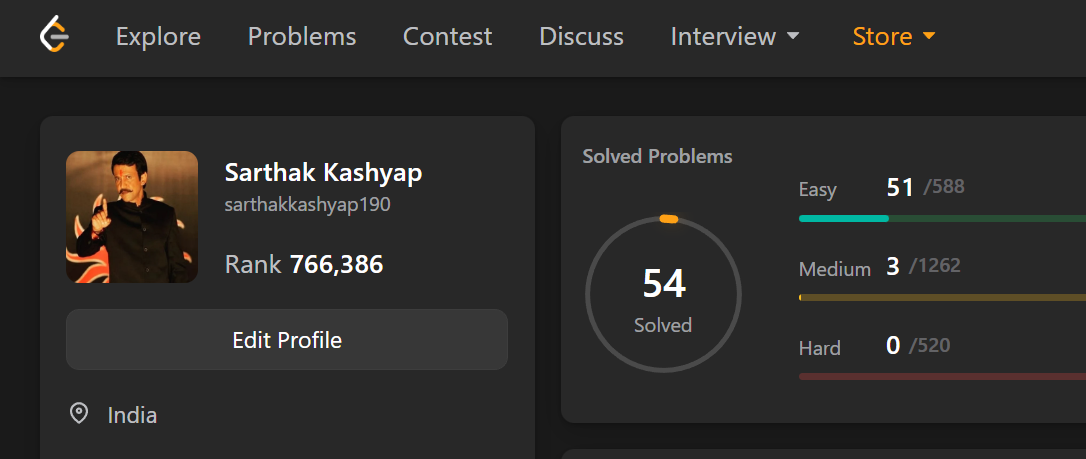 Explore Problems Contest Discuss Interview Store
Sarthak Kashyap
sarthakkashyap190
Rank 766,386
Edit Profile
India
Solved Problems
54
Solved
Easy 51 /588
Medium 3 /1262
Hard 0 /520